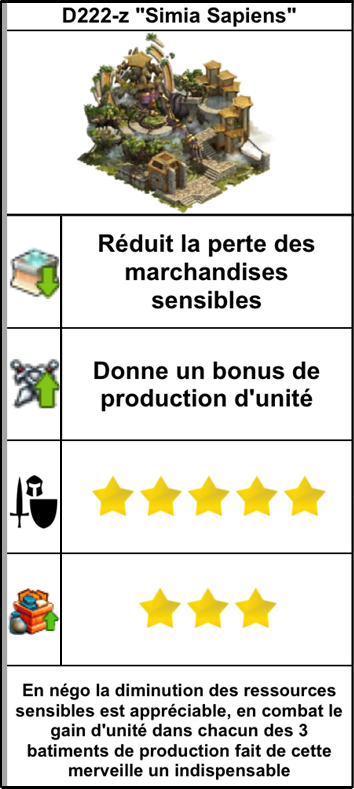 D222-z "Simia Sapiens"
Réduit la perte des
marchandises
sensibles
Donne un bonus de
production d'unité
En négo la diminution des ressources
sensibles est appréciable, en combat le
gain d'unité dans chacun des 3
batiments de production fait de cette
merveille un indispensable